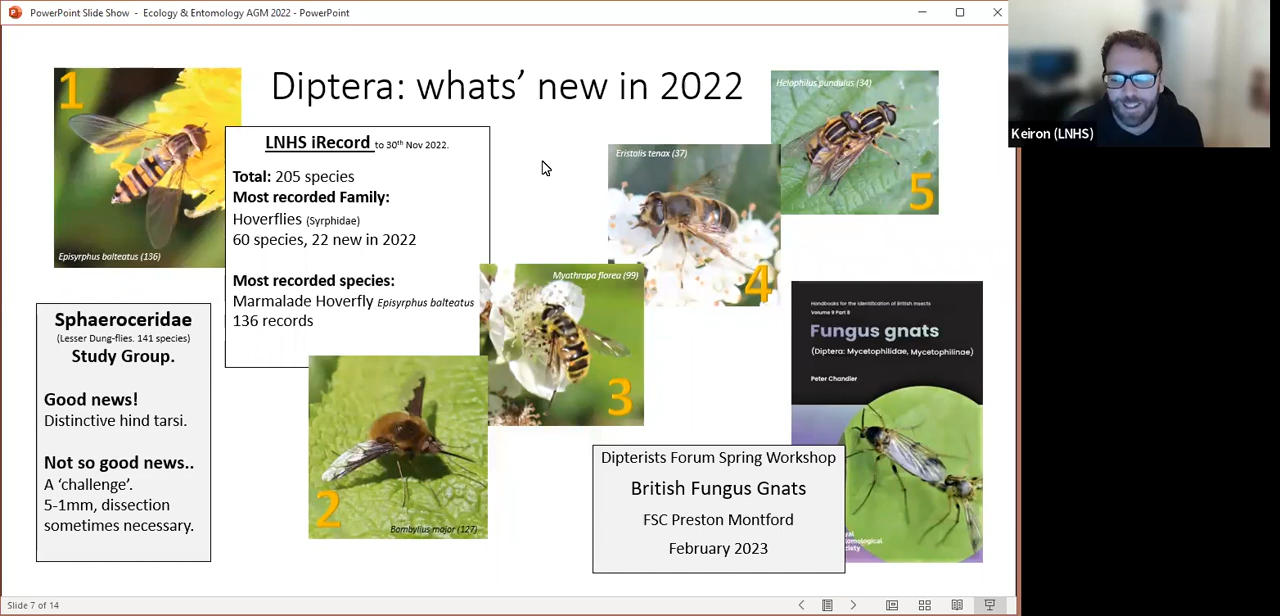 PowerPoint Slide Show - Ecology & Entomology AGM 2022 - PowerPoint
Keiron (LNHS)
Diptera: whats’ new in 2022
1
Episyrphus balteatus (136)
LNHS iRecord to 30th Nov 2022.
Total: 205 species
Most recorded Family:
Hoverflies (Syrphidae)
60 species, 22 new in 2022
Most recorded species:
Marmalade Hoverfly Episyrphus balteatus
136 records
Sphaeroceridae
(Lesser Dung-flies. 141 species)
Study Group.
Good news!
Distinctive hind tarsi.
Not so good news..
A ‘challenge’.
5-1mm, dissection
sometimes necessary.
2
Bombylius major (127)
Myathropa florea (99)
3
Eristalis tenax (37)
4
Helophilus pundulus (34)
5
Handbooks for the Identification of British Insects
Volume 9 Part 8
Fungus gnats
(Diptera: Mycetophilidae, Mycetophilinae)
Peter Chandler
Dipterists Forum Spring Workshop
British Fungus Gnats
FSC Preston Montford
February 2023
Slide 7 of 14